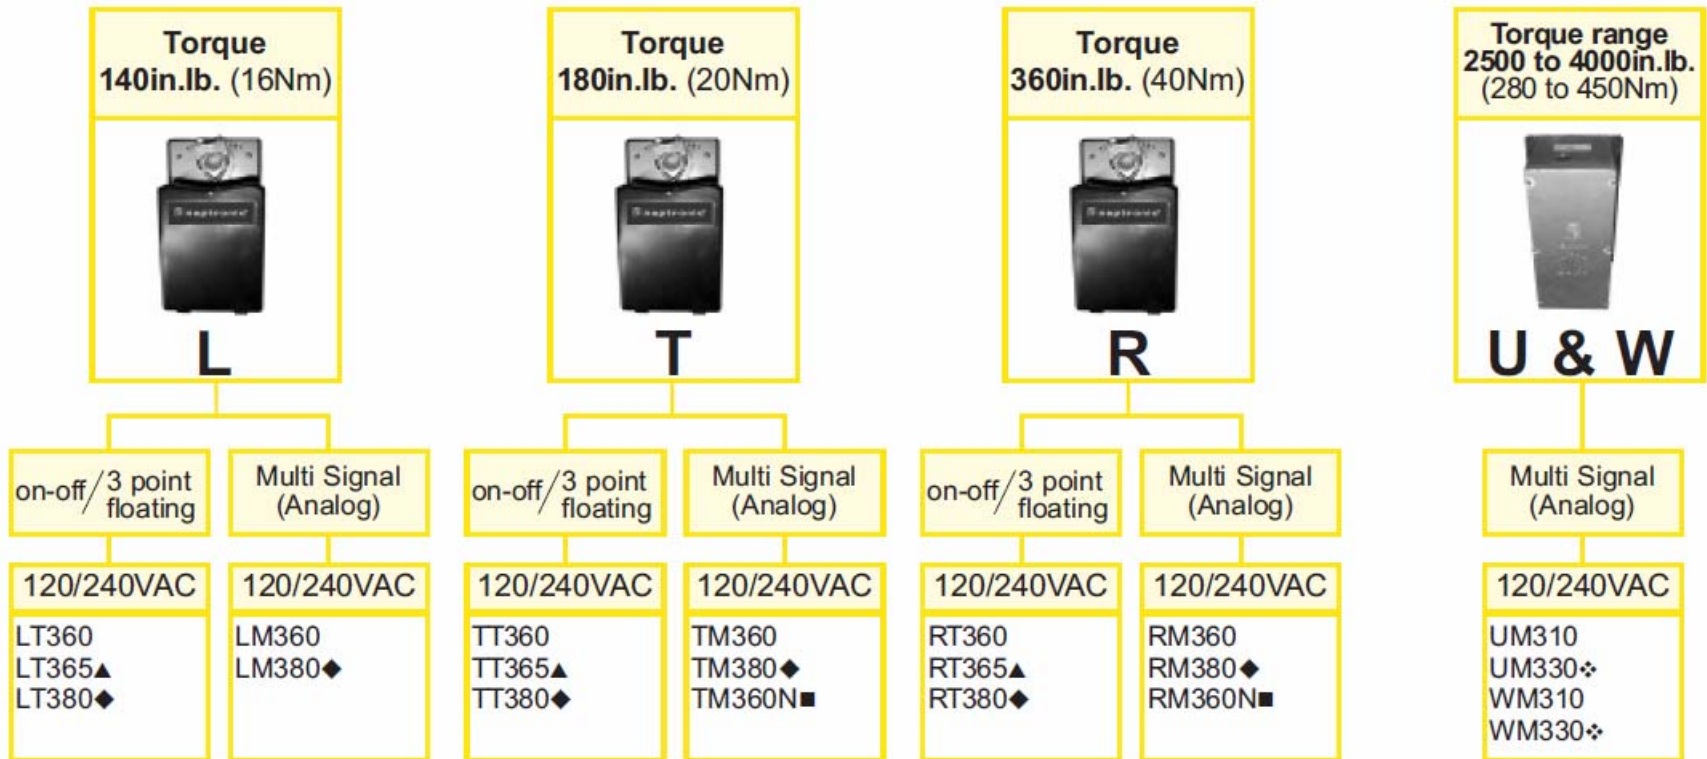 Torque
140in.lb. (16Nm)
L
on-off/3 point
floating
120/240VAC
LT360
LT365▲
LT380◆
Multi Signal
(Analog)
120/240VAC
LM360
LM380◆
Torque
180in.lb. (20Nm)
T
on-off/3 point
floating
120/240VAC
TT360
TT365▲
TT380◆
Multi Signal
(Analog)
120/240VAC
TM360
TM380◆
TM360N■
Torque
360in.lb. (40Nm)
R
on-off/3 point
floating
120/240VAC
RT360
RT365▲
RT380◆
Multi Signal
(Analog)
120/240VAC
RM360
RM380◆
RM360N■
Torque range
2500 to 4000in.lb.
(280 to 450Nm)
U & W
Multi Signal
(Analog)
120/240VAC
UM310
UM330❖
WM310
WM330❖